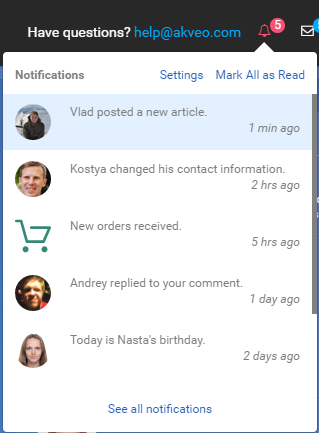 Have questions? help@akveo.com 5
Notifications Settings Mark All as Read
Vlad posted a new article.
1 min ago
Kostya changed his contact information.
2 hrs ago
New orders received.
5 hrs ago
Andrey replied to your comment.
1 day ago
Today is Nasta's birthday.
2 days ago
See all notifications